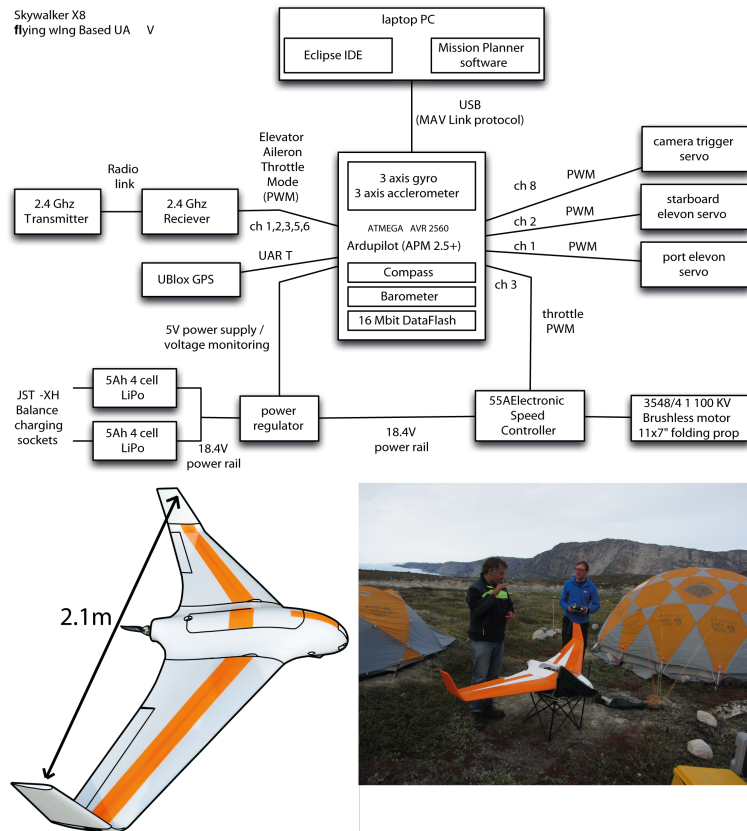 Skywalker X8
flying wIng Based UA V
laptop PC
Eclipse IDE
Mission Planner
software
USB
(MAV Link protocol)
Elevator
Aileron
Throttle
Mode
(PWM)
Radio
link
2.4 Ghz
Transmitter
2.4 Ghz
Reciever
ch 1,2,3,5,6
3 axis gyro
3 axis acclerometer
ATMEGA AVR 2560
Ardupilot (APM 2.5+)
Compass
Barometer
16 Mbit DataFlash
ch 8
PWM
camera trigger
servo
ch 2
PWM
starboard
elevon servo
ch 1
PWM
port elevon
servo
ch 3
throttle
PWM
UAR T
UBlox GPS
5V power supply /
voltage monitoring
JST -XH
Balance
charging
sockets
5Ah 4 cell
LiPo
5Ah 4 cell
LiPo
18.4V
power rail
power
regulator
18.4V
power rail
55AElectronic
Speed
Controller
3548/4 1 100 KV
Brushless motor
11x7" folding prop
2.1m